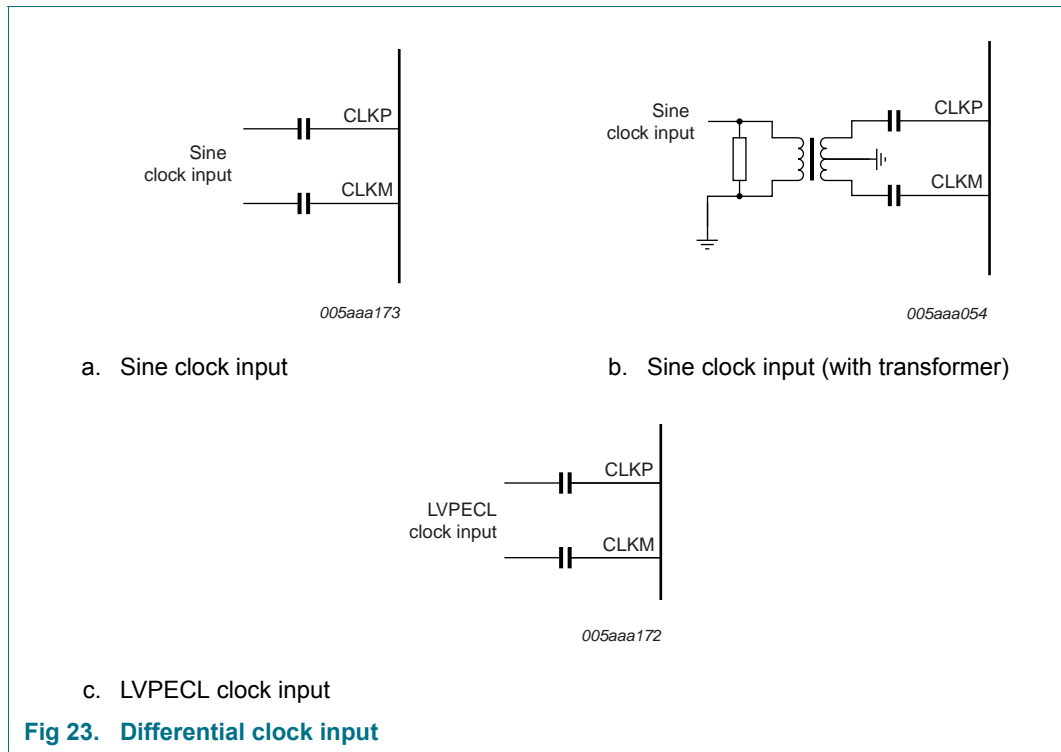 CLKP
Sine
clock input
CLKM
005aaa173
a. Sine clock input
Sine
clock input
CLKP
CLKM
005aaa054
b. Sine clock input (with transformer)
CLKP
LVPECL
clock input
CLKM
005aaa172
c. LVPECL clock input
Fig 23. Differential clock input